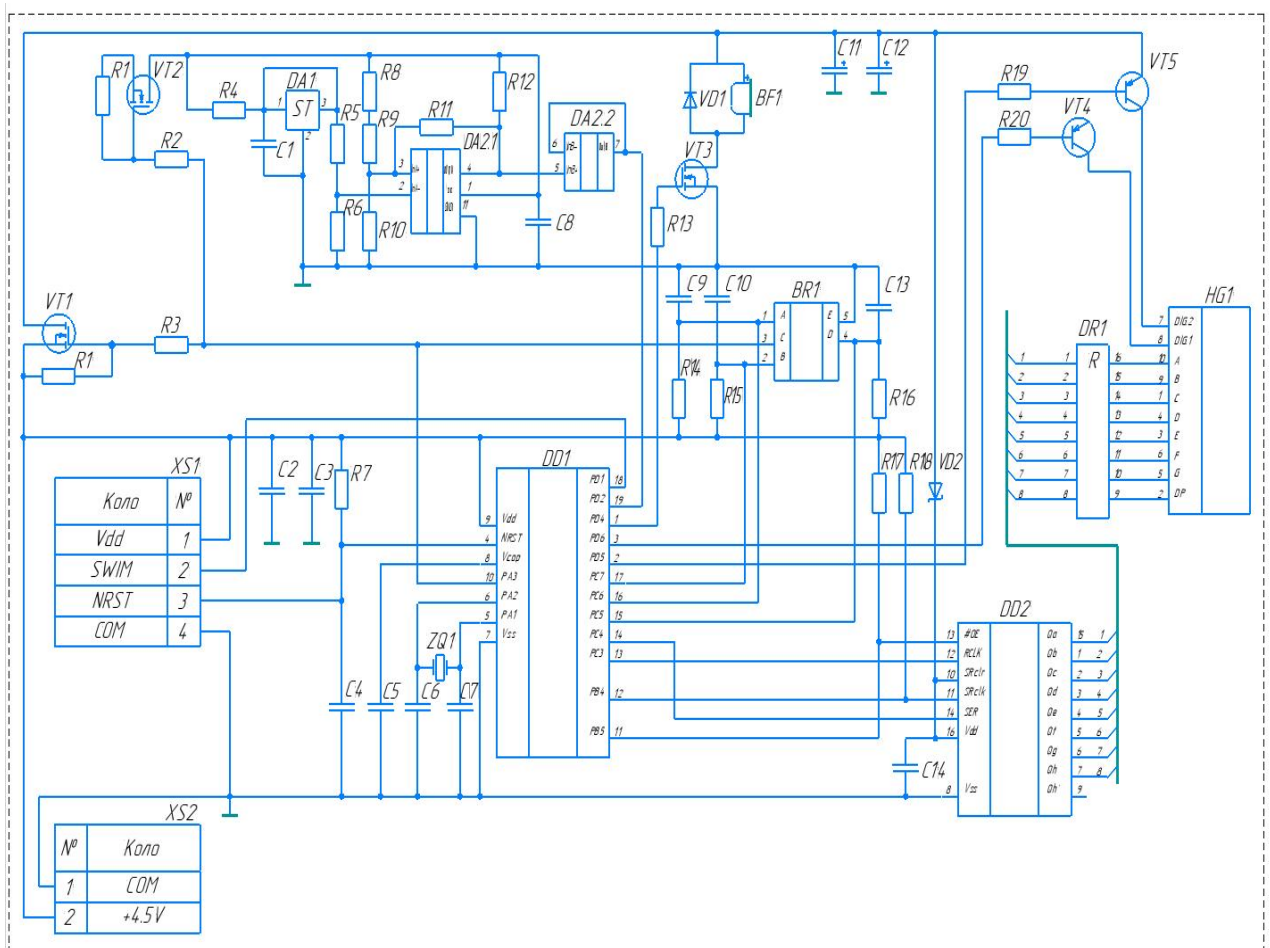 C11 C12
VT5
R1 VT2
R8
R19
DA1
R12
R4
1 ST 3
VD1 BF1
R5
R11
DA2.2
VT4
R2
C1
R9
DA2.1
R20
6 7
5
VT3
3 4
2 1
11
2
R6
R10
C8
R13
VT1
C9 C10 BR1 C13
HG1
R3
1 A E 5
3 C D 4
2 B
DR1
R
7 DIG.2
8 DIG.1
R1
R14 R15 R16
1 1 16 10 A
2 2 15 9 B
3 3 14 1 C
4 4 13 4 D
5 5 12 3 E
6 6 11 6 F
7 7 10 5 G
8 8 9 2 DP
XS1
C2 C3 R7
DD1
R17 R18 VD2
Коло №
Vdd 1
SWIM 2
NRST 3
COM 4
9 Vdd
4 NRST
8 Vcap
10 PA3
6 PA2
5 PA1
7 Vss
PD1 18
PD2 19
PD4 1
PD6 3
PD5 2
PC7 17
PC6 16
PC5 15
PC4 14
PC3 13
PB4 12
PB5 11
ZQ1
C4 C5 C6 C7
DD2
13 #OE
12 RCLK
10 SRclr
11 SRclk
14 SER
16 Vdd
8 Vss
Qa 15 1
Qb 1 2
Qc 2 3
Qd 3 4
Qe 4 5
Qf 5 6
Qg 6 7
Qh 7 8
Qh' 9
C14
XS2
№ Коло
1 COM
2 +4.5V